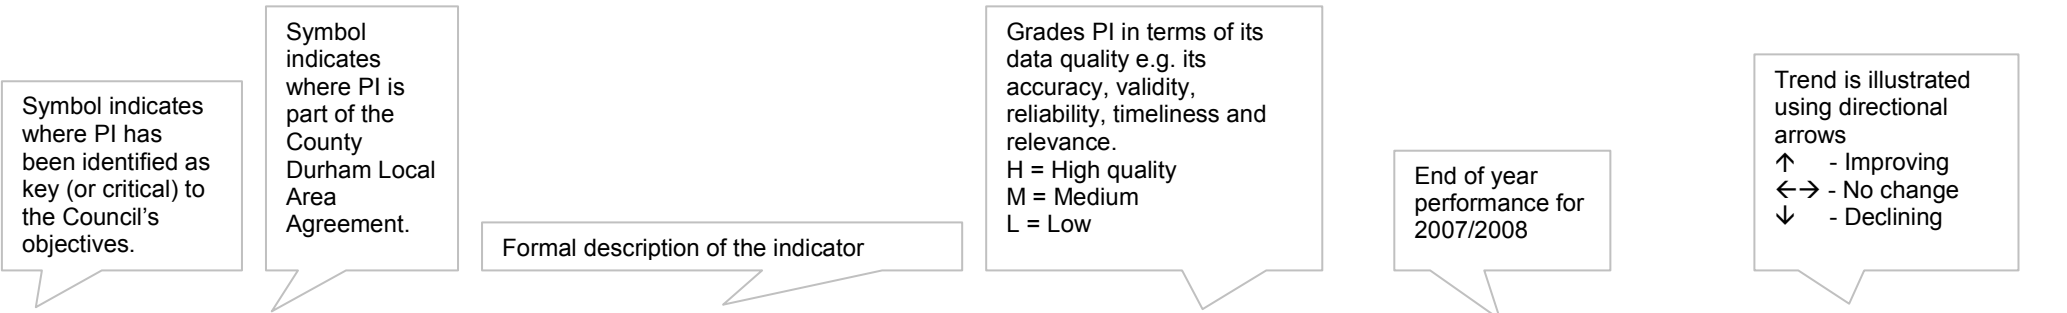 Symbol indicates
where PI has
been identified as
key (or critical) to
the Council’s
objectives.
Symbol
indicates
where PI is
part of the
County
Durham Local
Area
Agreement.
Formal description of the indicator
Grades PI in terms of its
data quality e.g. its
accuracy, validity,
reliability, timeliness and
relevance.
H = High quality
M = Medium
L = Low
End of year
performance for
2007/2008
Trend is illustrated
using directional
arrows
↑ - Improving
←→ - No change
↓ - Declining